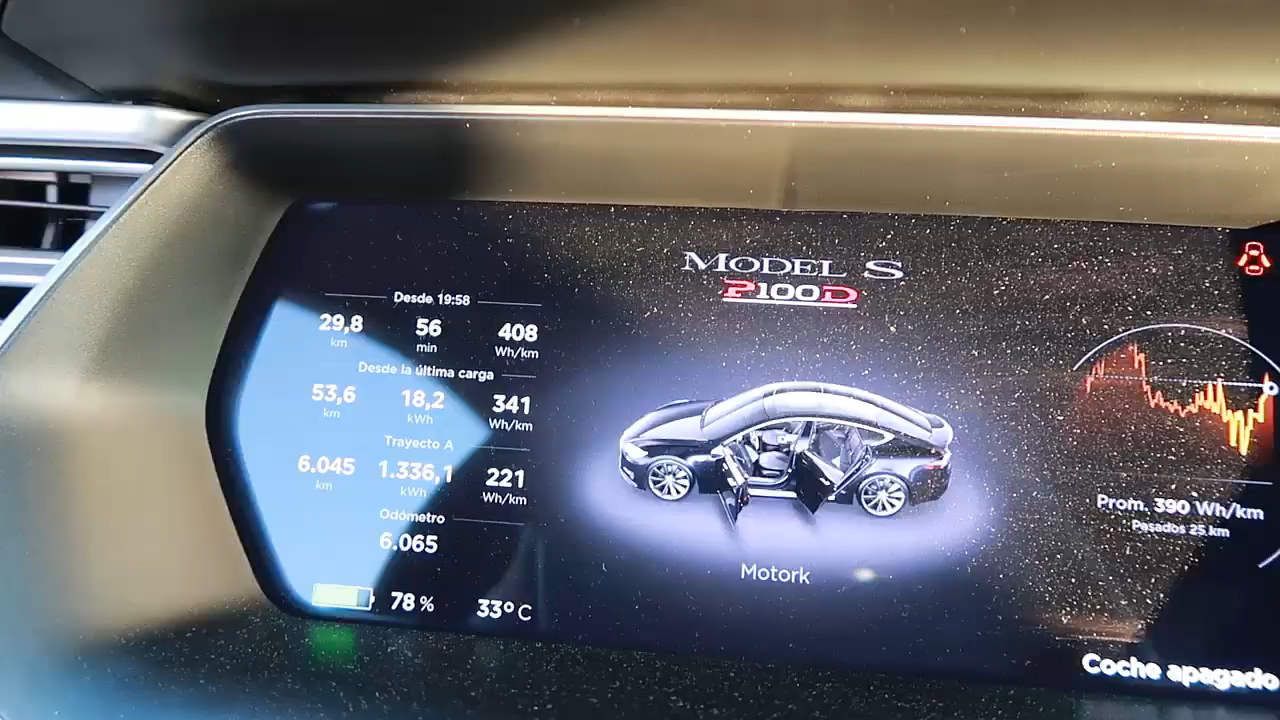 MODEL S
P100D
Desde 19:58
29,8 56 408
km min Wh/km
Desde la última carga
53,6 18,2 341
km kWh Wh/km
Trayecto A
6.045 1.336,1 221
km kWh Wh/km
Odómetro
6.065
78 % 33°C
Motork
Prom. 390 Wh/km
Pasados 25 km
Coche apagado